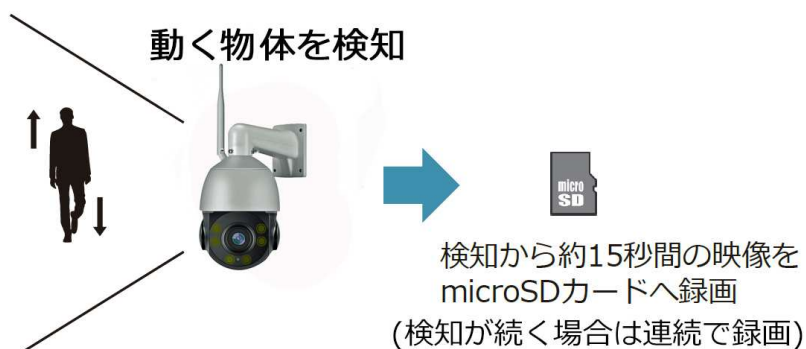 動く物体を検知
micro
SD
検知から約15秒間の映像を
microSDカードへ録画
(検知が続く場合は連続で録画)